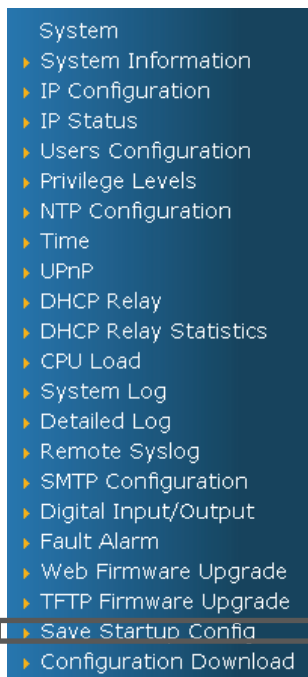 System
System Information
IP Configuration
IP Status
Users Configuration
Privilege Levels
NTP Configuration
Time
UPnP
DHCP Relay
DHCP Relay Statistics
CPU Load
System Log
Detailed Log
Remote Syslog
SMTP Configuration
Digital Input/Output
Fault Alarm
Web Firmware Upgrade
TFTP Firmware Upgrade
Save Startup Config
Configuration Download